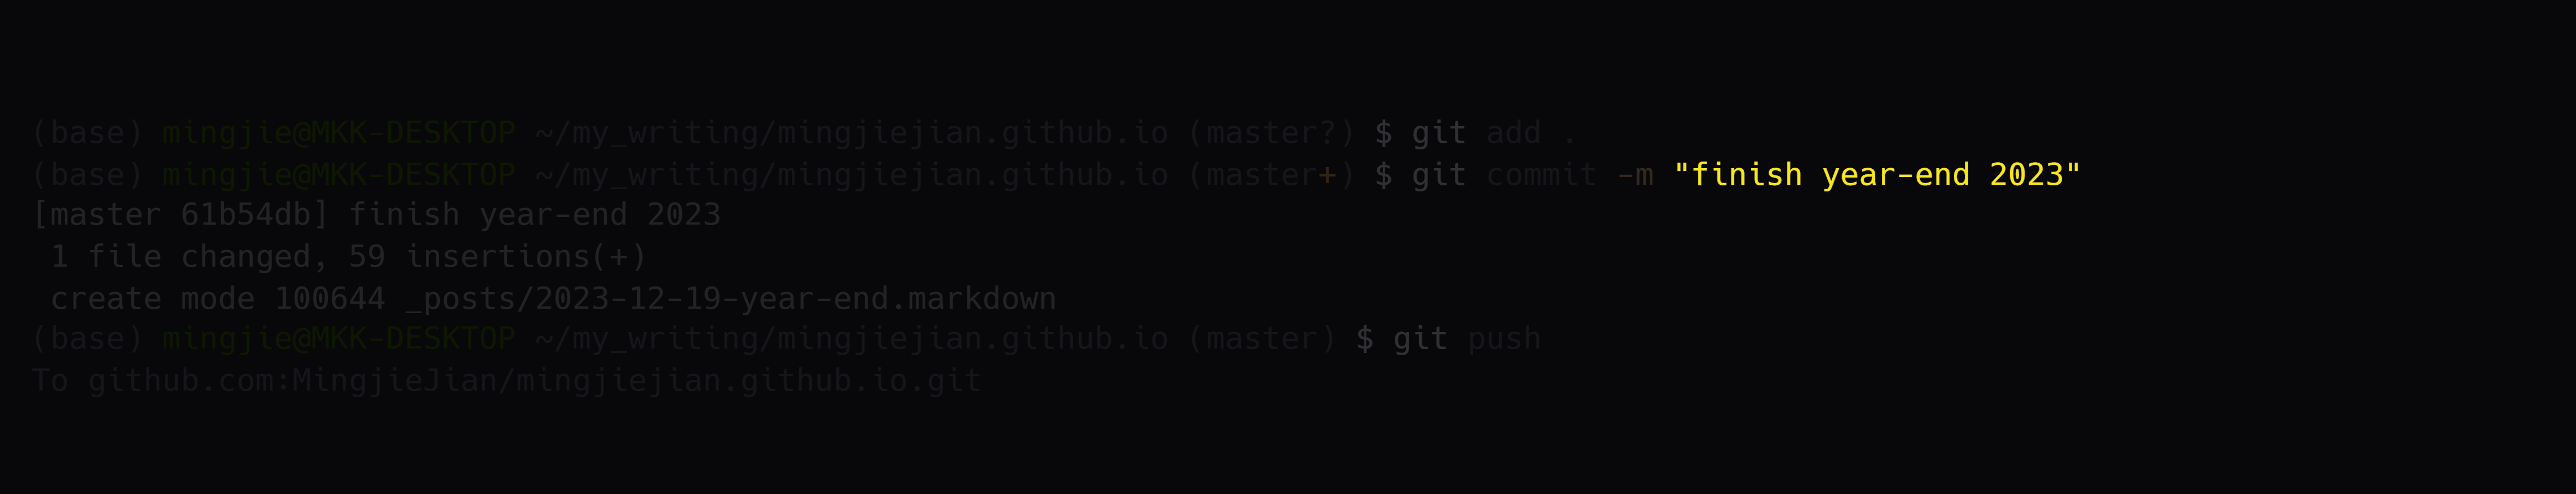 (base) mingjie@MKK-DESKTOP ~/my_writing/mingjiejian.github.io (master?) $ git add .
(base) mingjie@MKK-DESKTOP ~/my_writing/mingjiejian.github.io (master+) $ git commit -m "finish year-end 2023"
[master 61b54db] finish year-end 2023
 1 file changed, 59 insertions(+)
 create mode 100644 _posts/2023-12-19-year-end.markdown
(base) mingjie@MKK-DESKTOP ~/my_writing/mingjiejian.github.io (master) $ git push
To github.com:MingjieJian/mingjiejian.github.io.git